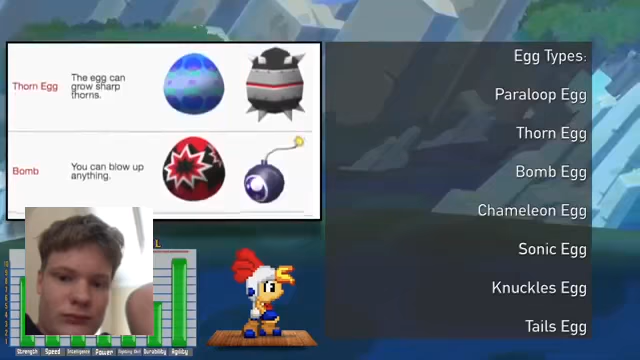 Thorn Egg
The egg can
grow sharp
thorns.
Bomb
You can blow up
anything.
Egg Types:
Paraloop Egg
Thorn Egg
Bomb Egg
Chameleon Egg
Sonic Egg
Knuckles Egg
Tails Egg
L
Strength Speed Intelligence Power Durability Agility